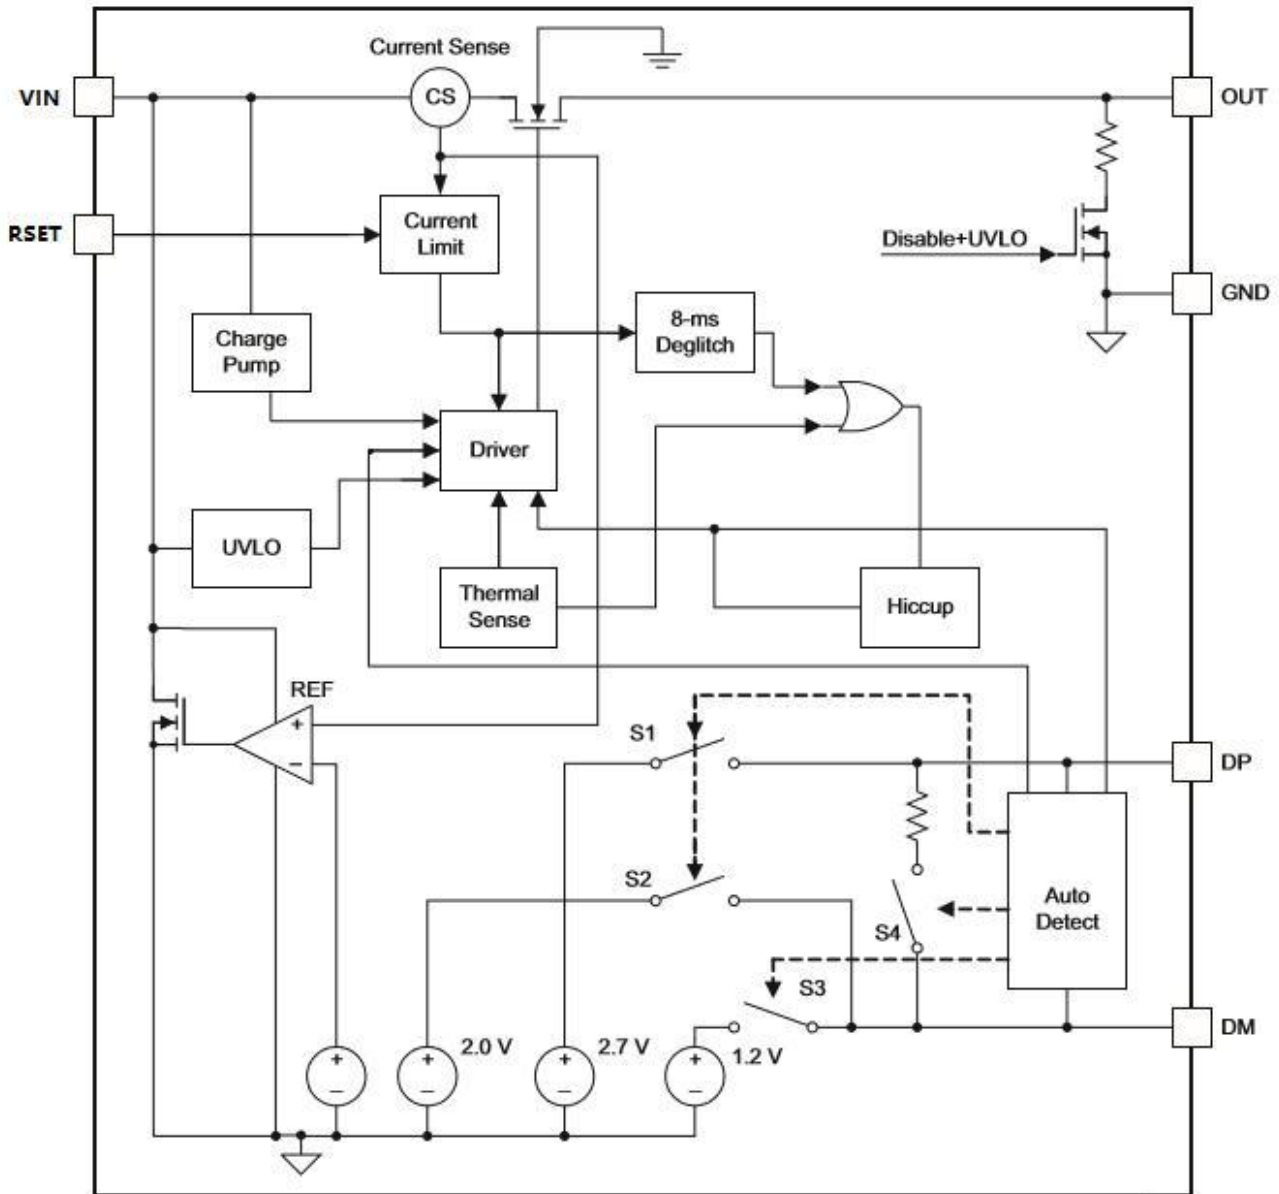 Current Sense
VIN
CS
OUT
RSET
Current
Limit
Disable+UVLO
GND
Charge
Pump
8-ms
Deglitch
Driver
UVLO
Thermal
Sense
Hiccup
REF
+
−
S1
DP
S2
Auto
Detect
S4
S3
DM
+
−
+
−
2.0 V
+
−
2.7 V
+
−
1.2 V